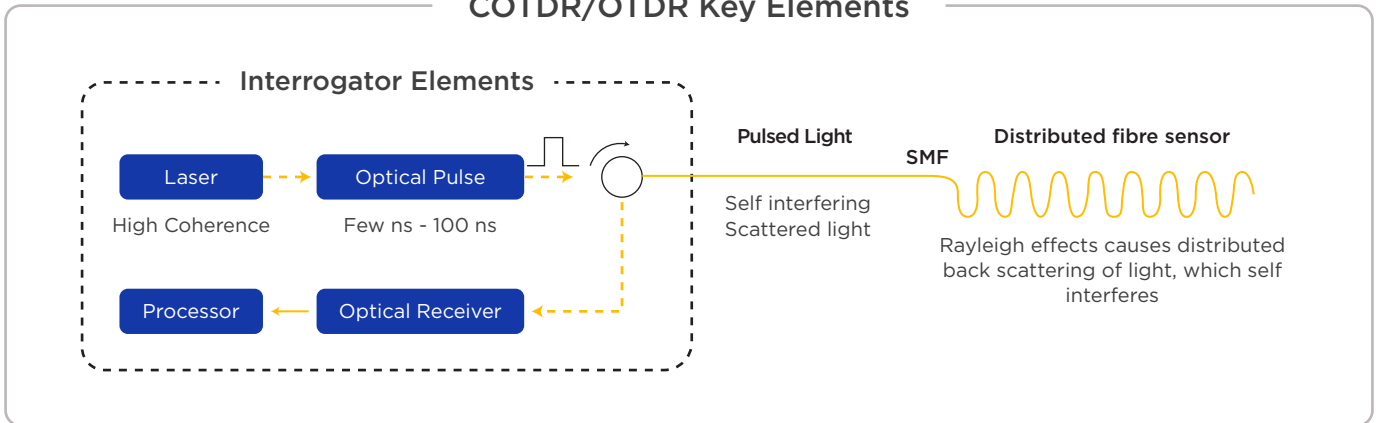 COTDR/OTDR Key Elements
Interrogator Elements
Laser
Optical Pulse
High Coherence
Few ns - 100 ns
Processor
Optical Receiver
Pulsed Light
Self interfering
Scattered light
SMF
Distributed fibre sensor
Rayleigh effects causes distributed
back scattering of light, which self
interferes